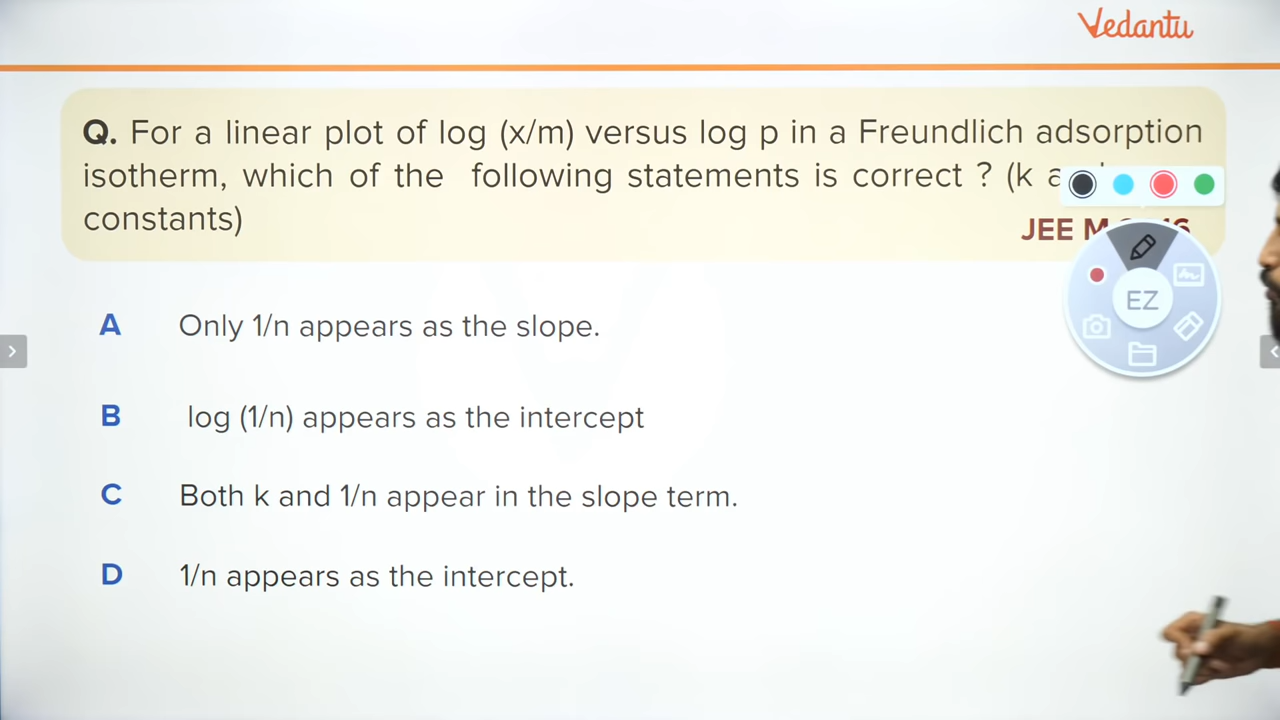 Vedantu
Q. For a linear plot of log (x/m) versus log p in a Freundlich adsorption
isotherm, which of the following statements is correct ? (k
constants)
JEE
EZ
A Only 1/n appears as the slope.
B log (1/n) appears as the intercept
C Both k and 1/n appear in the slope term.
D 1/n appears as the intercept.